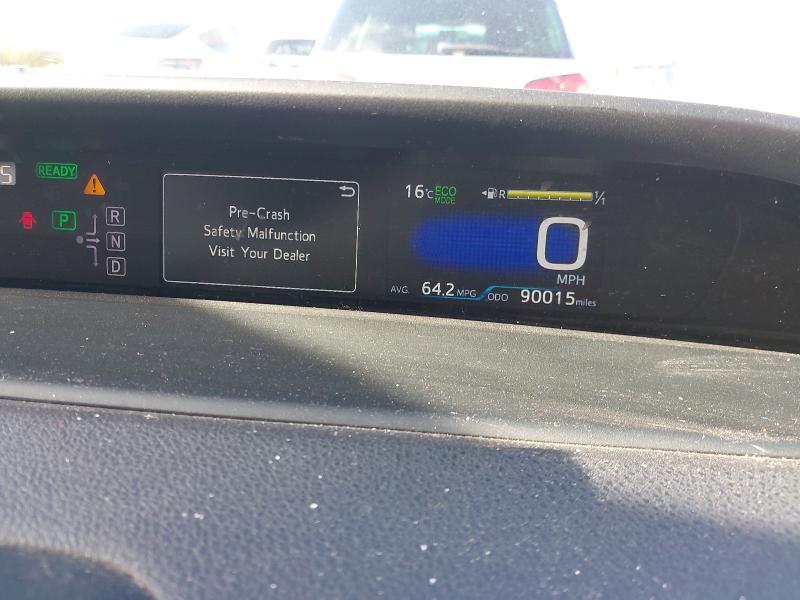 5
READY
P
R
N
D
Pre-Crash
Safety Malfunction
Visit Your Dealer
16°C ECO
MODE
R 1/1
0
MPH
AVG. 64.2 MPG ODO 90015 miles